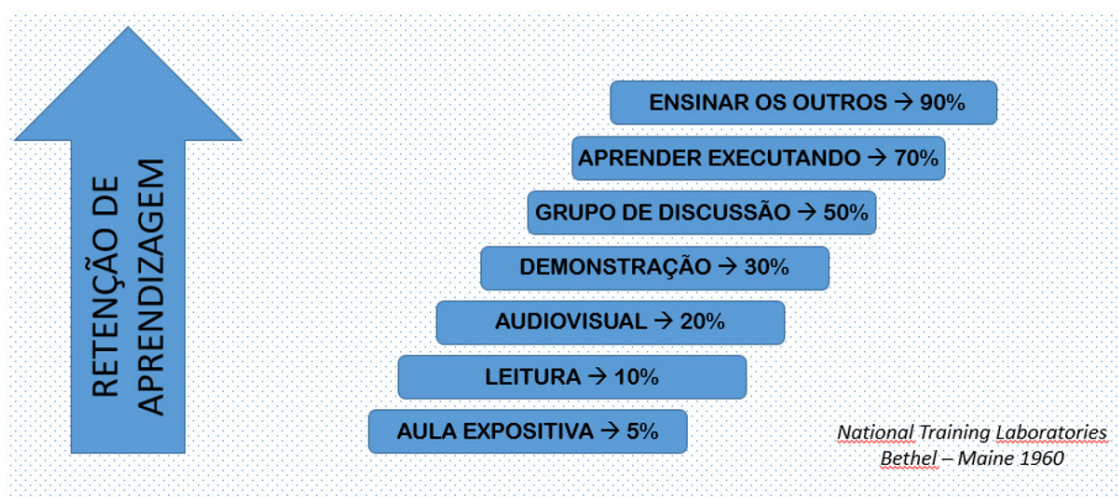 RETENÇÃO DE
APRENDIZAGEM
ENSINAR OS OUTROS → 90%
APRENDER EXECUTANDO → 70%
GRUPO DE DISCUSSÃO → 50%
DEMONSTRAÇÃO → 30%
AUDIOVISUAL → 20%
LEITURA → 10%
AULA EXPOSITIVA → 5%
National Training Laboratories
Bethel – Maine 1960